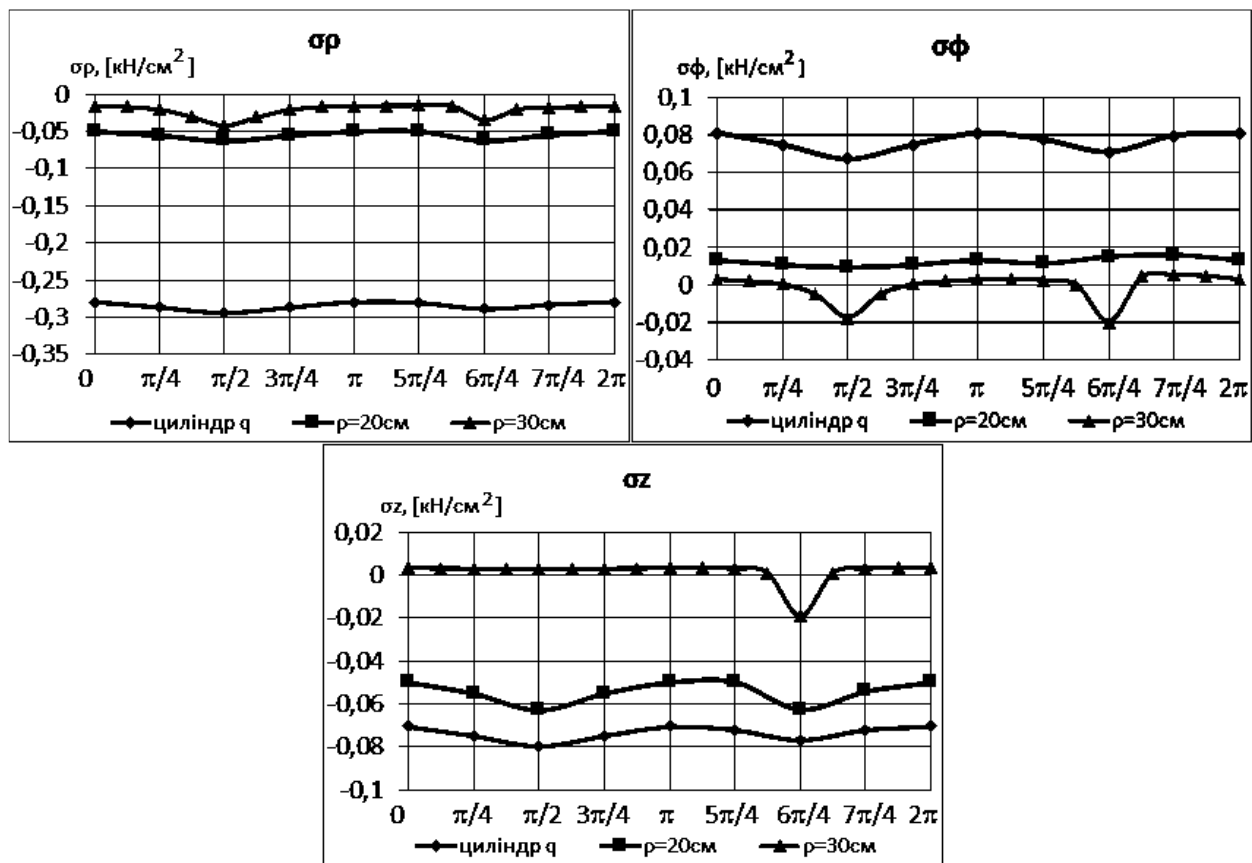 σρ
σρ, [кН/см²]
0
-0,05
-0,1
-0,15
-0,2
-0,25
-0,3
-0,35
0 π/4 π/2 3π/4 π 5π/4 6π/4 7π/4 2π
циліндр q ρ=20см ρ=30см
σф
σф, [кН/см²]
0,1
0,08
0,06
0,04
0,02
0
-0,02
-0,04
0 π/4 π/2 3π/4 π 5π/4 6π/4 7π/4 2π
циліндр q ρ=20см ρ=30см
σz
σz, [кН/см²]
0,02
0
-0,02
-0,04
-0,06
-0,08
-0,1
0 π/4 π/2 3π/4 π 5π/4 6π/4 7π/4 2π
циліндр q ρ=20см ρ=30см